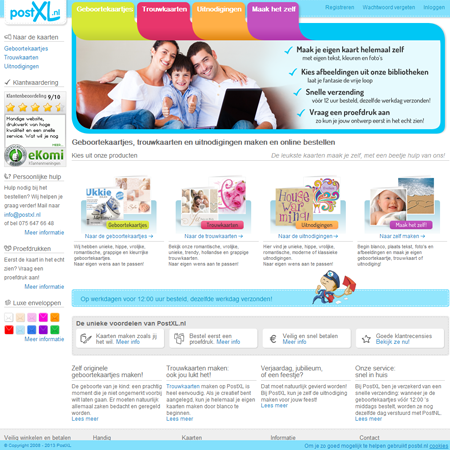 postXL.nl
Geboortekaartjes
Trouwkaarten
Uitnodigingen
Maak het zelf
Registreren Wachtwoord vergeten Inloggen
Naar de kaarten
Geboortekaartjes
Trouwkaarten
Uitnodigingen
Klantwaardering
Klantenbeoordeling 9/10
Handige website,
drukwerk van hoge
kwaliteit en een
snelle service. Wat wil je
nog meer?
eKomi
Persoonlijke hulp
Hulp nodig bij het
bestellen? Wij helpen
je graag verder! Mail
naar
info@postxl.nl
of bel 075 647 66 48
Meer informatie
Proefdrukken
Eerst de kaart in het
echt zien? Vraag een
proefdruk aan!
Meer informatie
Luxe enveloppen
Meer informatie
Maak je eigen kaart helemaal zelf
met eigen tekst, kleuren en foto's
Kies afbeeldingen uit onze bibliotheken
laat je fantasie de vrije loop
Snelle verzending
vóór 12 uur besteld, dezelfde werkdag verzonden!
Vraag een proefdruk aan
zo kun je jouw ontwerp eerst in het echt zien!
Geboortekaartjes, trouwkaarten en uitnodigingen maken en online bestellen
Kies uit onze producten
De leukste kaarten maak je zelf, met een beetje hulp van ons!
Ukkie
Geboortekaartjes
Naar de geboortekaartjes
Wij hebben unieke, hippe, vrolijke,
romantische, grappige en kleurrijke
geboortekaartjes.
Naar eigen wens aan te passen!
Trouwkaarten
Naar de trouwkaarten
Bekijk onze romantische, vrolijke,
unieke, trendy, hollandse en grappige
trouwkaarten.
Naar eigen wens aan te passen!
House
warming!
Uitnodigingen
Naar de uitnodigingen
Hier vind je unieke, hippe, vrolijke,
romantische, moderne of klassieke
uitnodigingen.
Naar eigen wens aan te passen!
Maak het zelf!
Naar zelf maken
Begin blanco, plaats tekst, foto's en
afbeeldingen en maak je eigen
geboortekaart, trouwkaart of
uitnodiging!
Op werkdagen voor 12:00 uur besteld, dezelfde werkdag verzonden!
De unieke voordelen van PostXL.nl
Kaarten maken zoals jij
het wil. Meer info
Bestel eerst een
proefdruk. Meer info
Veilig en snel betalen
Meer info
Goede klantrecensies
Bekijk ze nu!
Zelf originele
geboortekaartjes maken!
De geboorte van je kind: een prachtig
moment die je met ongeremd voorbij
wilt laten gaan. Er moeten natuurlijk
allemaal zaken bedacht en geregeld
worden.
Lees meer
Trouwkaarten maken:
ook jou lukt het!
Trouwkaarten maken op PostXL is
heel eenvoudig. Als je creatief bent
aangelegd, kun je helemaal je eigen
kaarten maken door blanco te
beginnen.
Lees meer
Verjaardag, jubileum,
of een feestje?
Dat moet natuurlijk gevierd worden!
Bij PostXL kun je zelf de uitnodiging
maken voor jouw feest!
Lees meer
Onze service:
snel in huis
Bij PostXL ben je verzekerd van een
snelle verzending: wanneer je de
geboortekaartjes vóór 12:00 's
middags bestelt, worden ze nog
dezelfde dag verstuurd met PostNL.
Lees meer
Veilig winkelen en betalen Handig Kaarten Contact
© Copyright 2008 - 2013 PostXL
Om je zo goed mogelijk te helpen gebruikt postxl.nl cookies